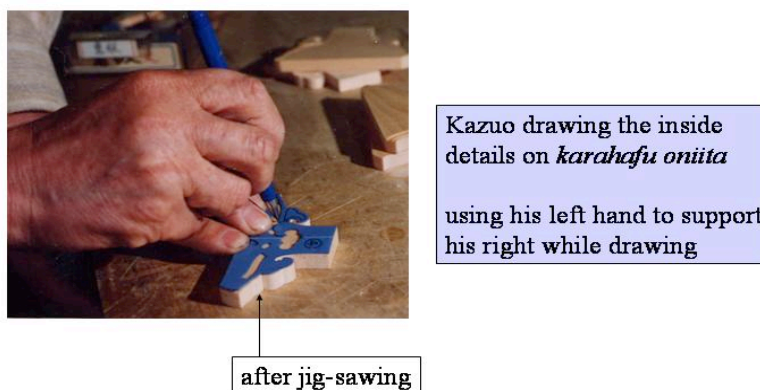 Kazuo drawing the inside
details on karahafu oniita
using his left hand to support
his right while drawing
after jig-sawing